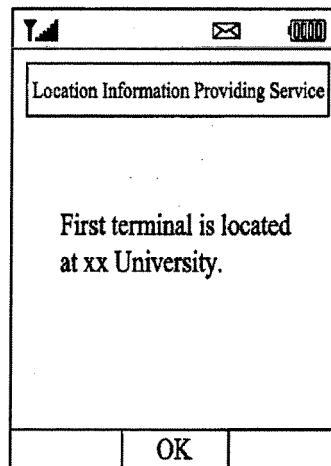 Location Information Providing Service
First terminal is located
at xx University.
OK